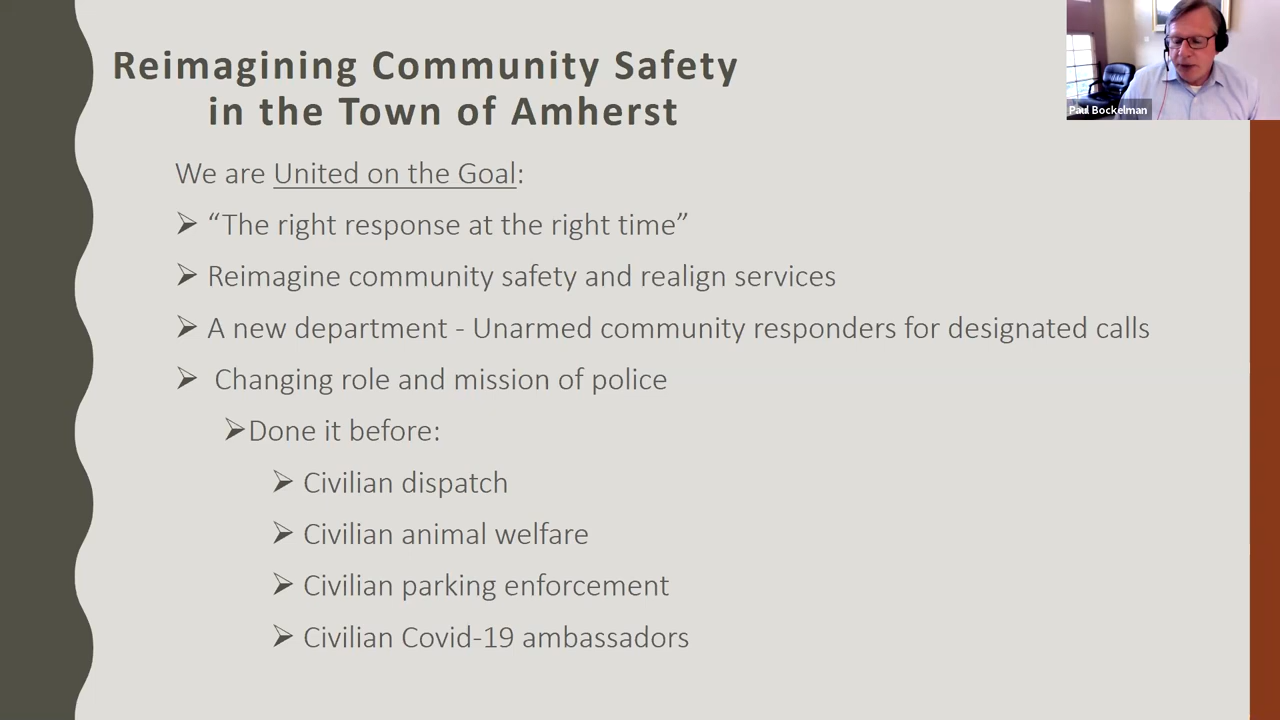 Reimagining Community Safety
in the Town of Amherst
Paul Bockelman
We are United on the Goal:
➢ “The right response at the right time”
➢ Reimagine community safety and realign services
➢ A new department - Unarmed community responders for designated calls
➢ Changing role and mission of police
➢Done it before:
➢ Civilian dispatch
➢ Civilian animal welfare
➢ Civilian parking enforcement
➢ Civilian Covid-19 ambassadors